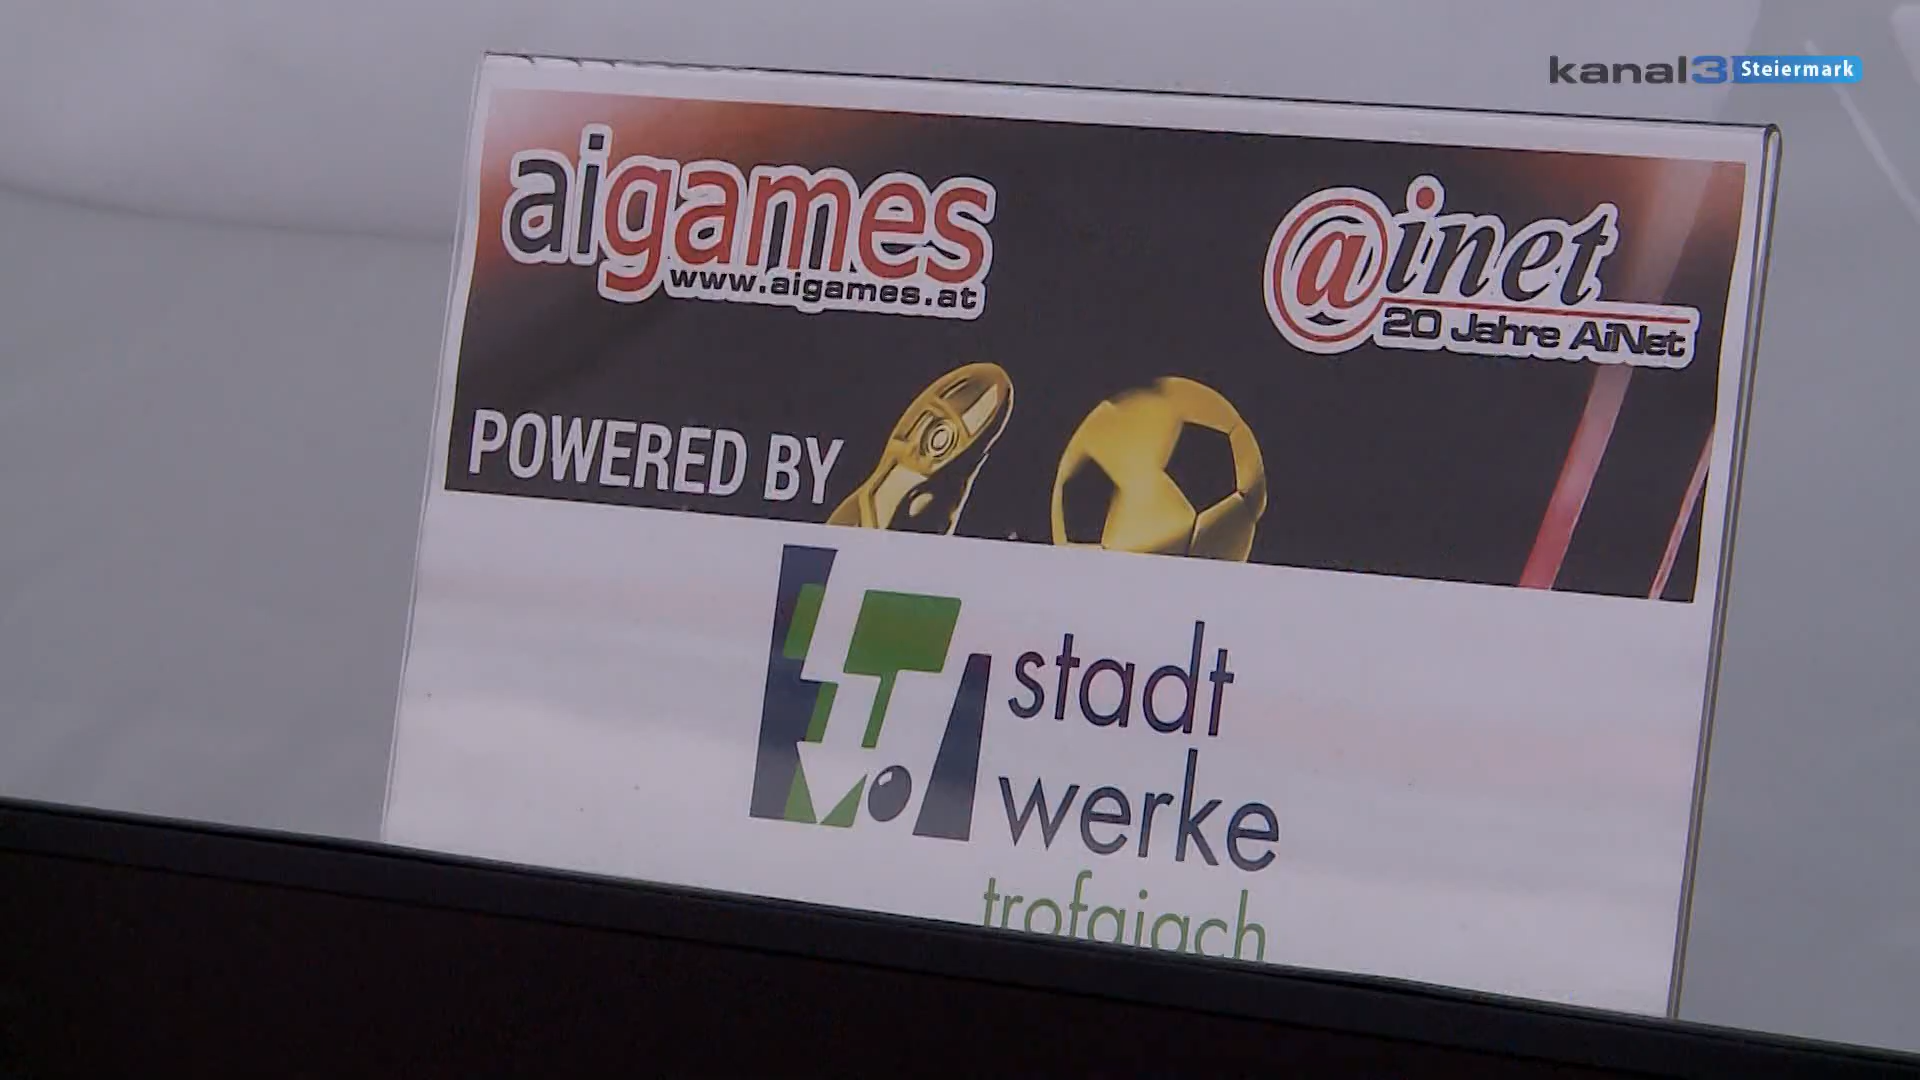 kanal3 Steiermark
aigames
www.aigames.at
@inet
20 Jahre AiNet
POWERED BY
stadt
werke
trofaiach